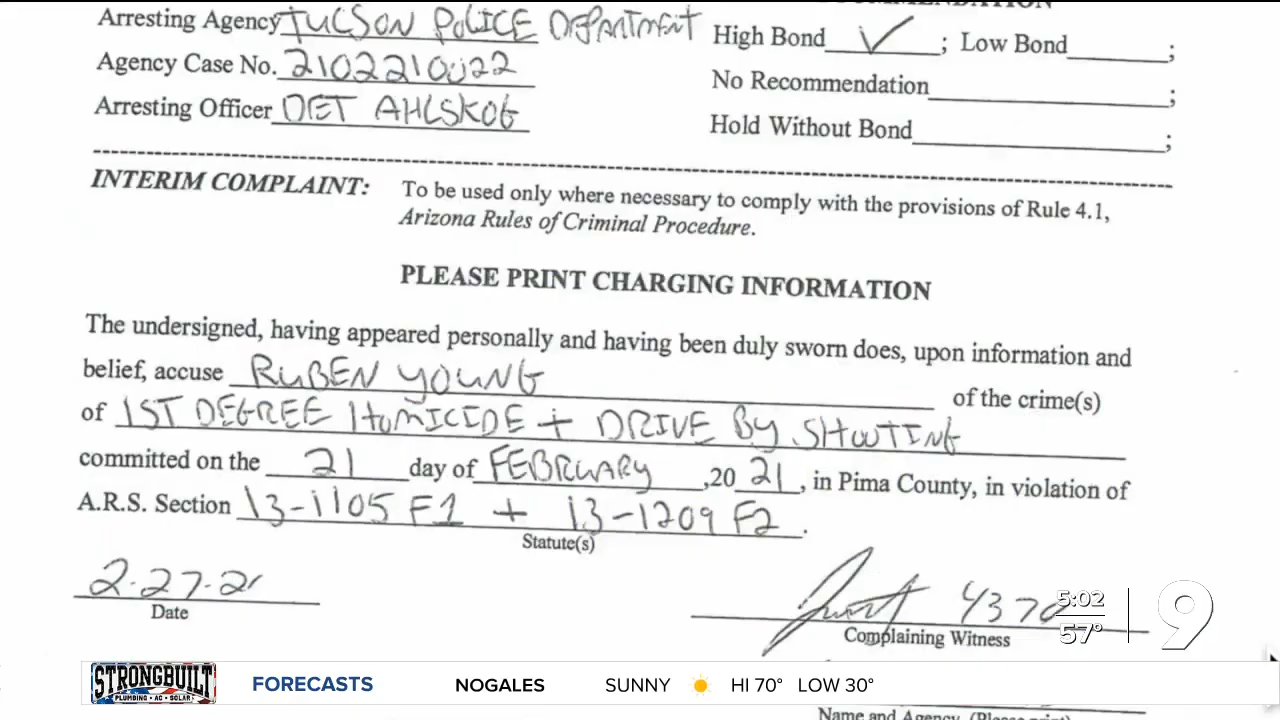 Arresting Agency TUCSON POLICE DEPARTMENT
High Bond ✓; Low Bond ;
Agency Case No. 2102210022
No Recommendation ;
Arresting Officer DET AHLSKOG
Hold Without Bond ;
INTERIM COMPLAINT: To be used only where necessary to comply with the provisions of Rule 4.1,
Arizona Rules of Criminal Procedure.
PLEASE PRINT CHARGING INFORMATION
The undersigned, having appeared personally and having been duly sworn does, upon information and
belief, accuse RUBEN YOUNG of the crime(s)
of 1ST DEGREE HOMICIDE + DRIVE BY SHOOTING
committed on the 21 day of FEBRUARY ,20 21, in Pima County, in violation of
A.R.S. Section 13-1105 F1 + 13-1209 F2.
Statute(s)
2-27-21
Date
4370
Complaining Witness
5:02
57°
9
STRONGBUILT
PLUMBING • AC • SOLAR
FORECASTS NOGALES SUNNY HI 70° LOW 30°
Name and Agency (Please print)